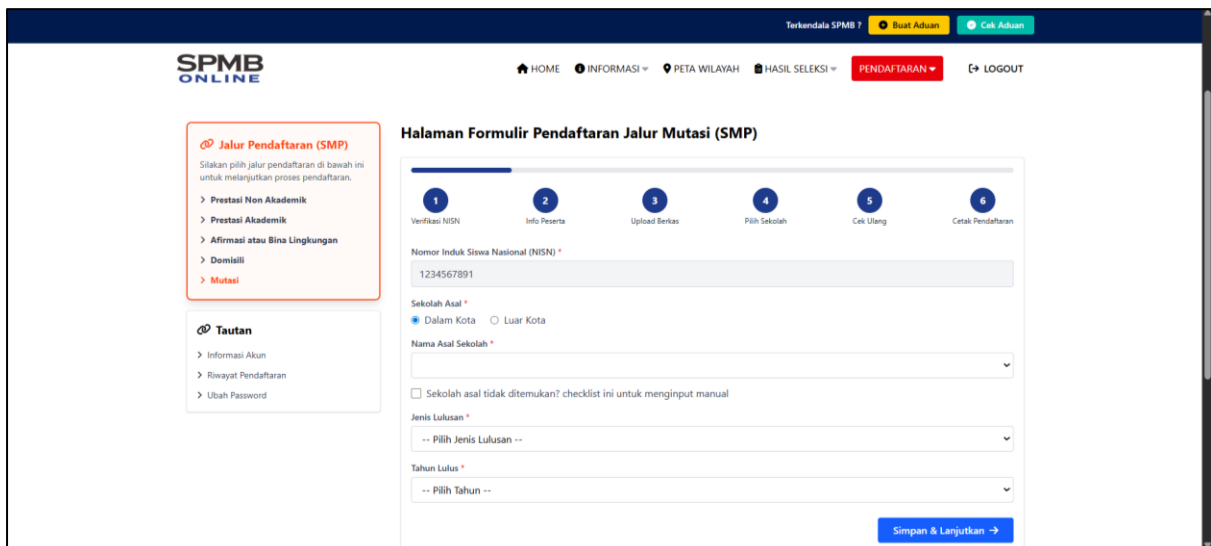 Terkendala SPMB ? Buat Aduan Cek Aduan
SPMB
ONLINE
HOME INFORMASI PETA WILAYAH HASIL SELEKSI PENDAFTARAN LOGOUT
Jalur Pendaftaran (SMP)
Silakan pilih jalur pendaftaran di bawah ini
untuk melanjutkan proses pendaftaran.
Prestasi Non Akademik
Prestasi Akademik
Afirmasi atau Bina Lingkungan
Domisili
Mutasi
Tautan
Informasi Akun
Riwayat Pendaftaran
Ubah Password
Halaman Formulir Pendaftaran Jalur Mutasi (SMP)
1 2 3 4 5 6
Verifikasi NISN Info Peserta Upload Berkas Pilih Sekolah Cek Ulang Cetak Pendaftaran
Nomor Induk Siswa Nasional (NISN) *
1234567891
Sekolah Asal *
Dalam Kota Luar Kota
Nama Asal Sekolah *
Sekolah asal tidak ditemukan? checklist ini untuk menginput manual
Jenis Lulusan *
-- Pilih Jenis Lulusan --
Tahun Lulus *
-- Pilih Tahun --
Simpan & Lanjutkan →